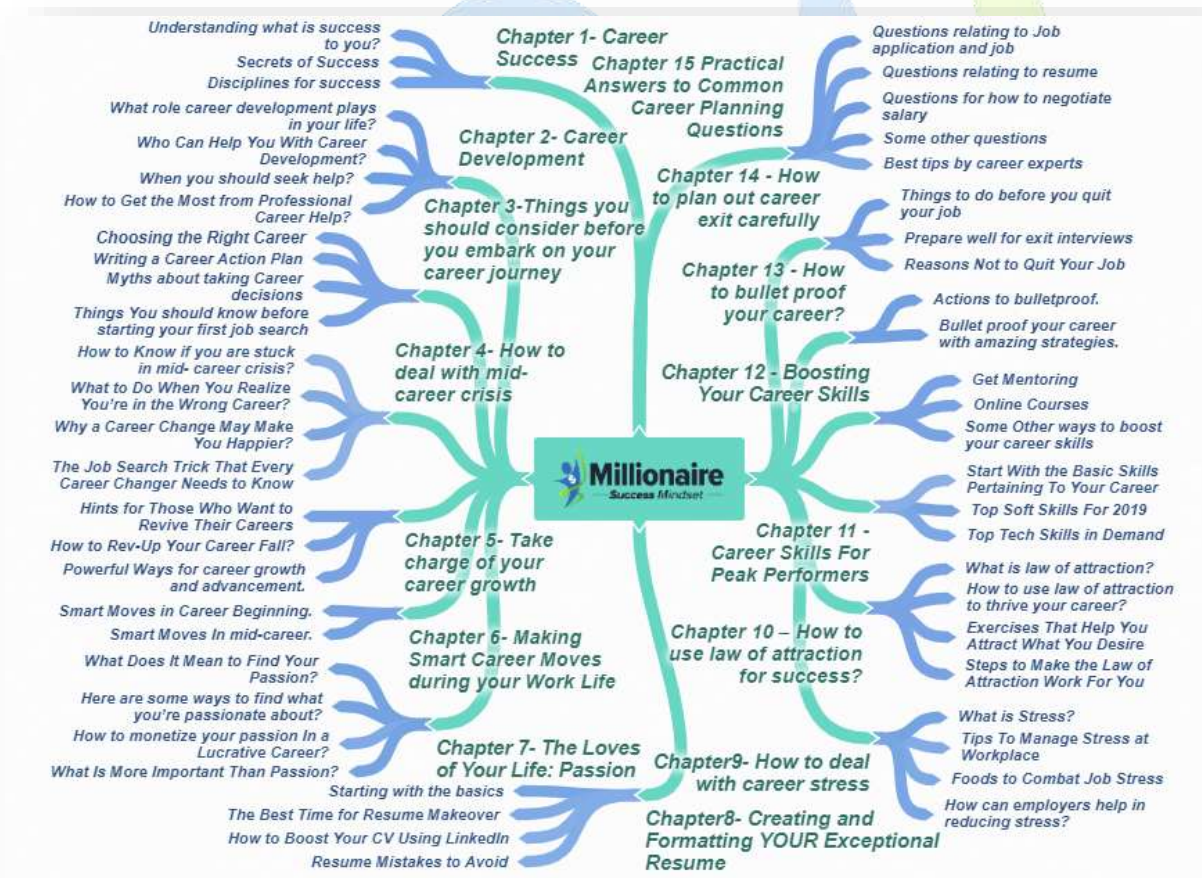 Understanding what is success
to you?
Secrets of Success
Disciplines for success
Chapter 1- Career
Success
What role career development plays
in your life?
Who Can Help You With Career
Development?
When you should seek help?
How to Get the Most from Professional
Career Help?
Chapter 2- Career
Development
Choosing the Right Career
Writing a Career Action Plan
Myths about taking Career
decisions
Things You should know before
starting your first job search
Chapter 3-Things you
should consider before
you embark on your
career journey
How to Know if you are stuck
in mid- career crisis?
What to Do When You Realize
You're in the Wrong Career?
Why a Career Change May Make
You Happier?
The Job Search Trick That Every
Career Changer Needs to Know
Chapter 4- How to
deal with mid-
career crisis
Hints for Those Who Want to
Revive Their Careers
How to Rev-Up Your Career Fall?
Powerful Ways for career growth
and advancement.
Chapter 5- Take
charge of your
career growth
Smart Moves in Career Beginning.
Smart Moves In mid-career.
Chapter 6- Making
Smart Career Moves
during your Work Life
What Does It Mean to Find Your
Passion?
Here are some ways to find what
you're passionate about?
How to monetize your passion In a
Lucrative Career?
What Is More Important Than Passion?
Chapter 7- The Loves
of Your Life: Passion
Starting with the basics
The Best Time for Resume Makeover
How to Boost Your CV Using LinkedIn
Resume Mistakes to Avoid
Chapter8- Creating and
Formatting YOUR Exceptional
Resume
Millionaire
Success Mindset
Chapter 15 Practical
Answers to Common
Career Planning
Questions
Questions relating to Job
application and job
Questions relating to resume
Questions for how to negotiate
salary
Some other questions
Best tips by career experts
Chapter 14 - How
to plan out career
exit carefully
Things to do before you quit
your job
Prepare well for exit interviews
Reasons Not to Quit Your Job
Chapter 13 - How
to bullet proof
your career?
Actions to bulletproof.
Bullet proof your career
with amazing strategies.
Chapter 12 - Boosting
Your Career Skills
Get Mentoring
Online Courses
Some Other ways to boost
your career skills
Start With the Basic Skills
Pertaining To Your Career
Top Soft Skills For 2019
Top Tech Skills in Demand
Chapter 11 -
Career Skills For
Peak Performers
What is law of attraction?
How to use law of attraction
to thrive your career?
Exercises That Help You
Attract What You Desire
Steps to Make the Law of
Attraction Work For You
Chapter 10 – How to
use law of attraction
for success?
What is Stress?
Tips To Manage Stress at
Workplace
Foods to Combat Job Stress
How can employers help in
reducing stress?
Chapter9- How to deal
with career stress